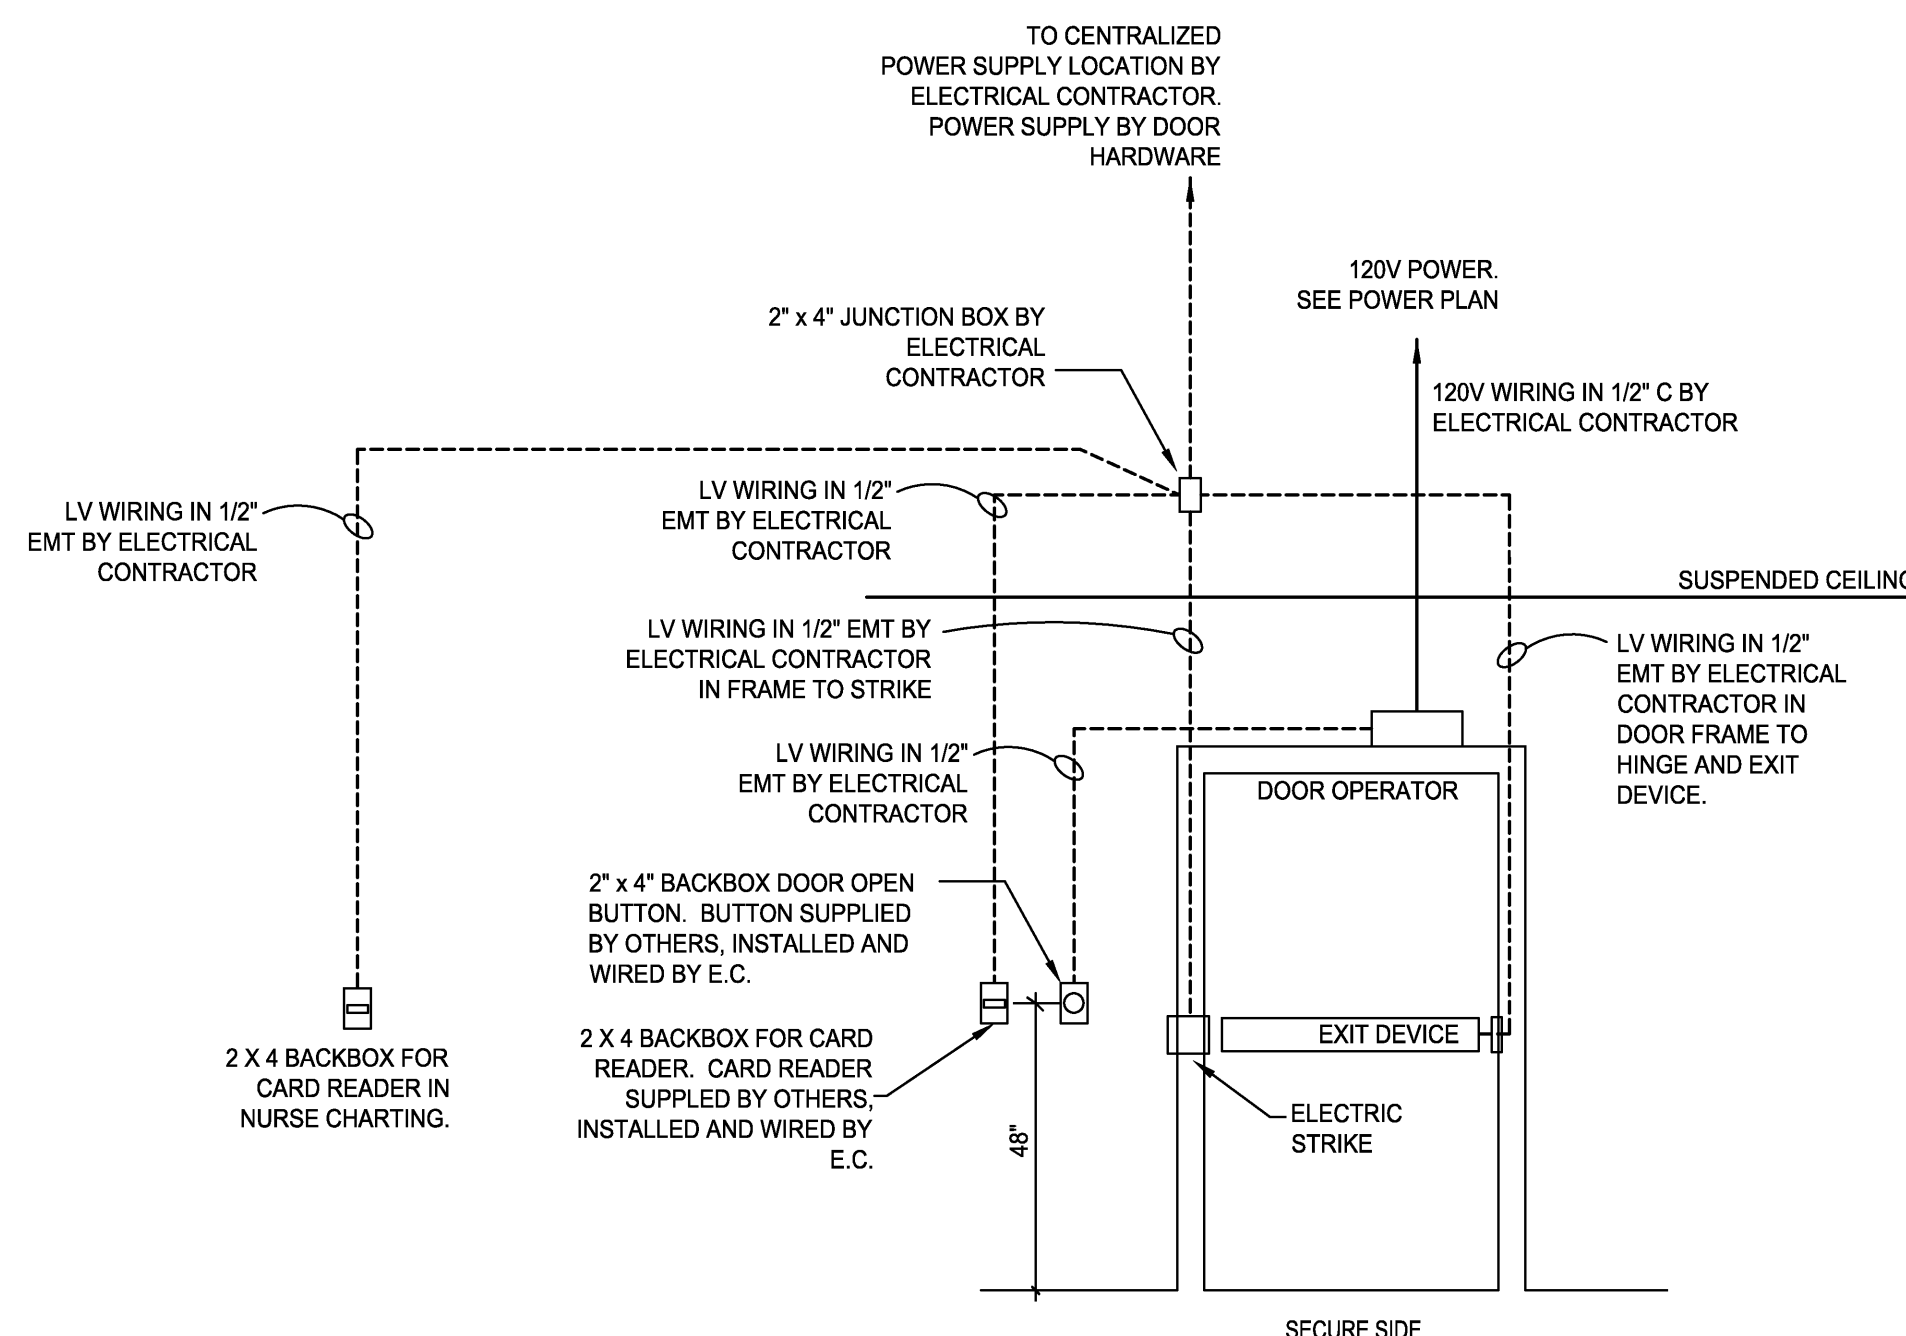 TO CENTRALIZED
POWER SUPPLY LOCATION BY
ELECTRICAL CONTRACTOR.
POWER SUPPLY BY DOOR
HARDWARE
120V POWER.
SEE POWER PLAN
2" x 4" JUNCTION BOX BY
ELECTRICAL
CONTRACTOR
120V WIRING IN 1/2" C BY
ELECTRICAL CONTRACTOR
LV WIRING IN 1/2"
EMT BY ELECTRICAL
CONTRACTOR
LV WIRING IN 1/2"
EMT BY ELECTRICAL
CONTRACTOR
SUSPENDED CEILING
LV WIRING IN 1/2" EMT BY
ELECTRICAL CONTRACTOR
IN FRAME TO STRIKE
LV WIRING IN 1/2"
EMT BY ELECTRICAL
CONTRACTOR IN
DOOR FRAME TO
HINGE AND EXIT
DEVICE.
LV WIRING IN 1/2"
EMT BY ELECTRICAL
CONTRACTOR
DOOR OPERATOR
2" x 4" BACKBOX DOOR OPEN
BUTTON. BUTTON SUPPLIED
BY OTHERS, INSTALLED AND
WIRED BY E.C.
2 X 4 BACKBOX FOR
CARD READER IN
NURSE CHARTING.
2 X 4 BACKBOX FOR CARD
READER. CARD READER
SUPPLED BY OTHERS,
INSTALLED AND WIRED BY
E.C.
EXIT DEVICE
48"
ELECTRIC
STRIKE
SECURE SIDE